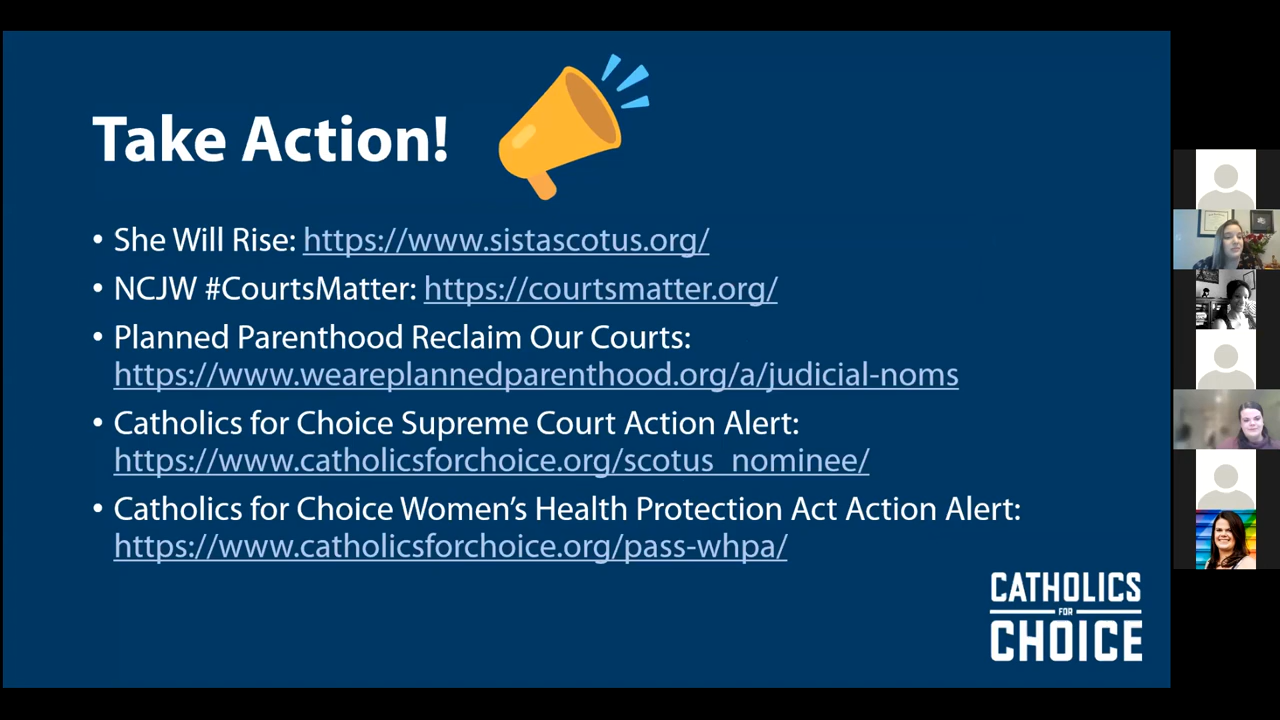 Take Action!
• She Will Rise: https://www.sistascotus.org/
• NCJW #CourtsMatter: https://courtsmatter.org/
• Planned Parenthood Reclaim Our Courts:
https://www.weareplannedparenthood.org/a/judicial-noms
• Catholics for Choice Supreme Court Action Alert:
https://www.catholicsforchoice.org/scotus_nominee/
• Catholics for Choice Women’s Health Protection Act Action Alert:
https://www.catholicsforchoice.org/pass-whpa/
CATHOLICS
FOR
CHOICE